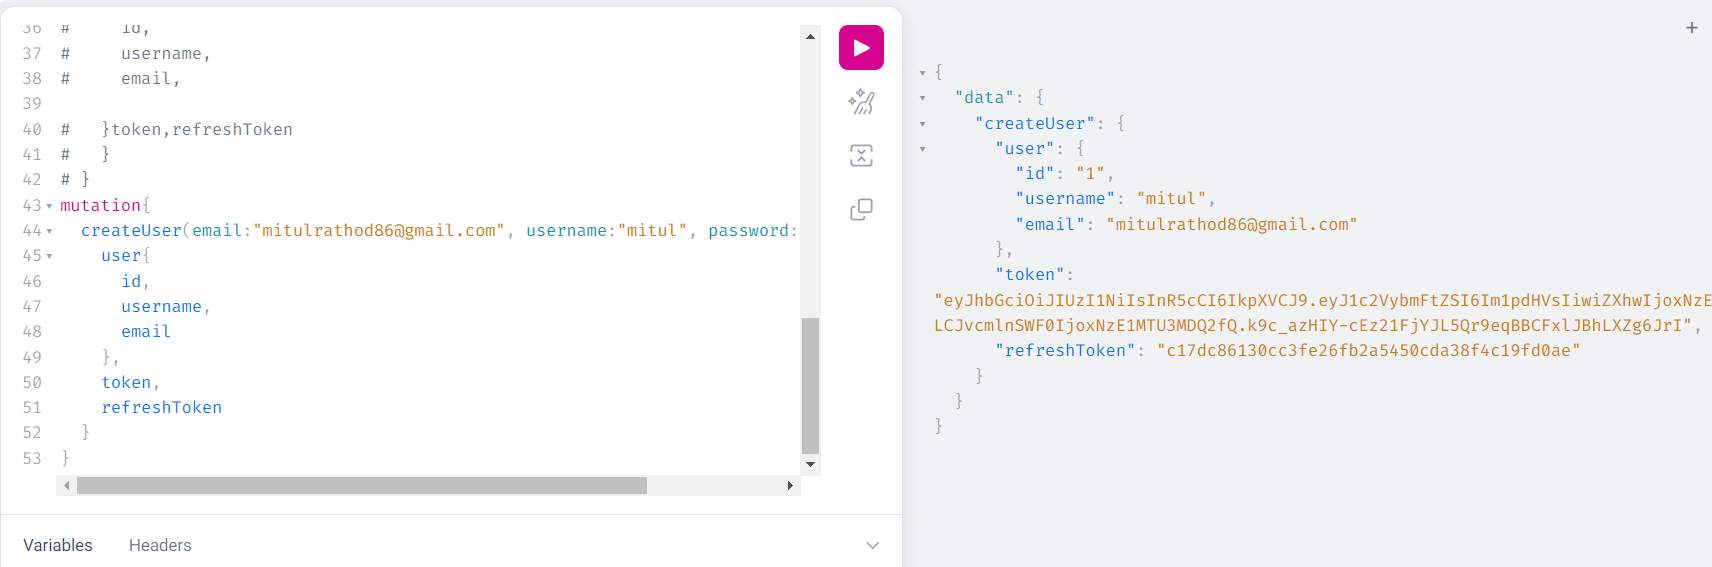 36 #     id,
37 #     username,
38 #     email,
39
40 #   }token,refreshToken
41 #   }
42 # }
43 mutation{
44   createUser(email:"mitulrathod86@gmail.com", username:"mitul", password:
45     user{
46       id,
47       username,
48       email
49     },
50     token,
51     refreshToken
52   }
53 }
Variables Headers
{
  "data": {
    "createUser": {
      "user": {
        "id": "1",
        "username": "mitul",
        "email": "mitulrathod86@gmail.com"
      },
      "token":
"eyJhbGciOiJIUzI1NiIsInR5cCI6IkpXVCJ9.eyJ1c2VybmFtZSI6Im1pdHVsIiwiZXhwIjoxNzE
LCJvcmlnSWF0IjoxNzE1MTU3MDQ2fQ.k9c_azHIY-cEz21FjYJL5Qr9eqBBCFxlJBhLXZg6JrI",
      "refreshToken": "c17dc86130cc3fe26fb2a5450cda38f4c19fd0ae"
    }
  }
}